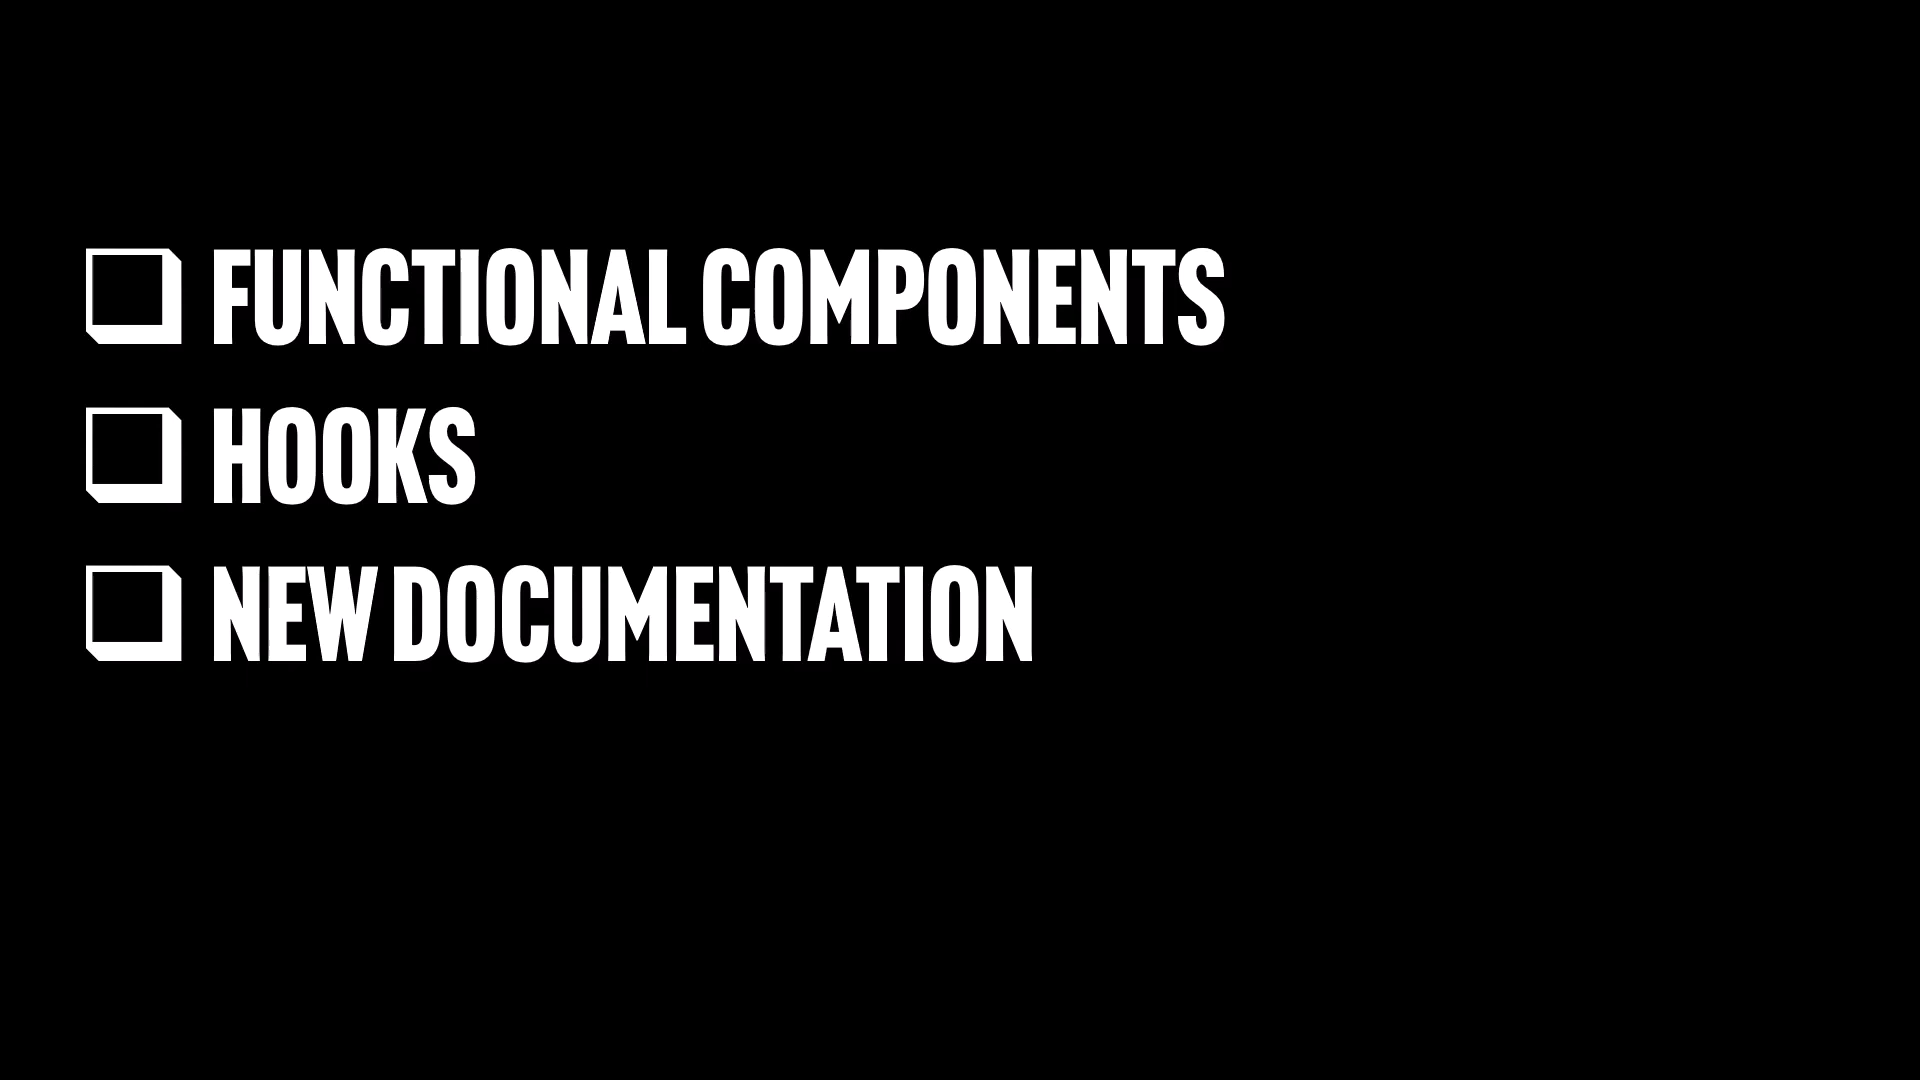 ❏ FUNCTIONAL COMPONENTS
❏ HOOKS
❏ NEW DOCUMENTATION